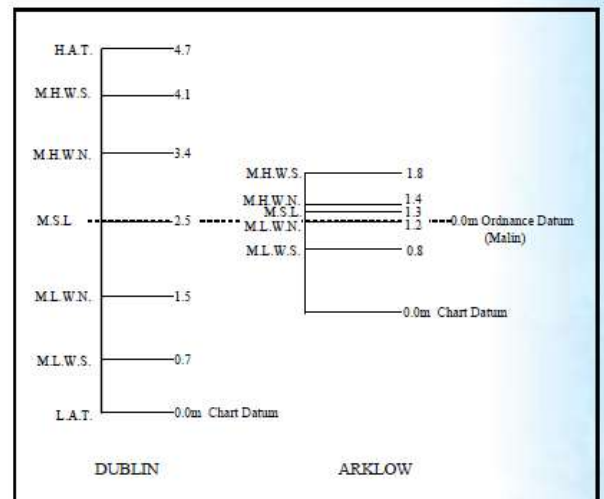 H.A.T. 4.7
M.H.W.S. 4.1
M.H.W.N. 3.4
M.S.L 2.5
M.L.W.N. 1.5
M.L.W.S. 0.7
L.A.T. 0.0m Chart Datum
DUBLIN
M.H.W.S. 1.8
M.H.W.N. 1.4
M.S.L. 1.3
M.L.W.N. 1.2
0.0m Ordnance Datum
(Malin)
M.L.W.S. 0.8
0.0m Chart Datum
ARKLOW